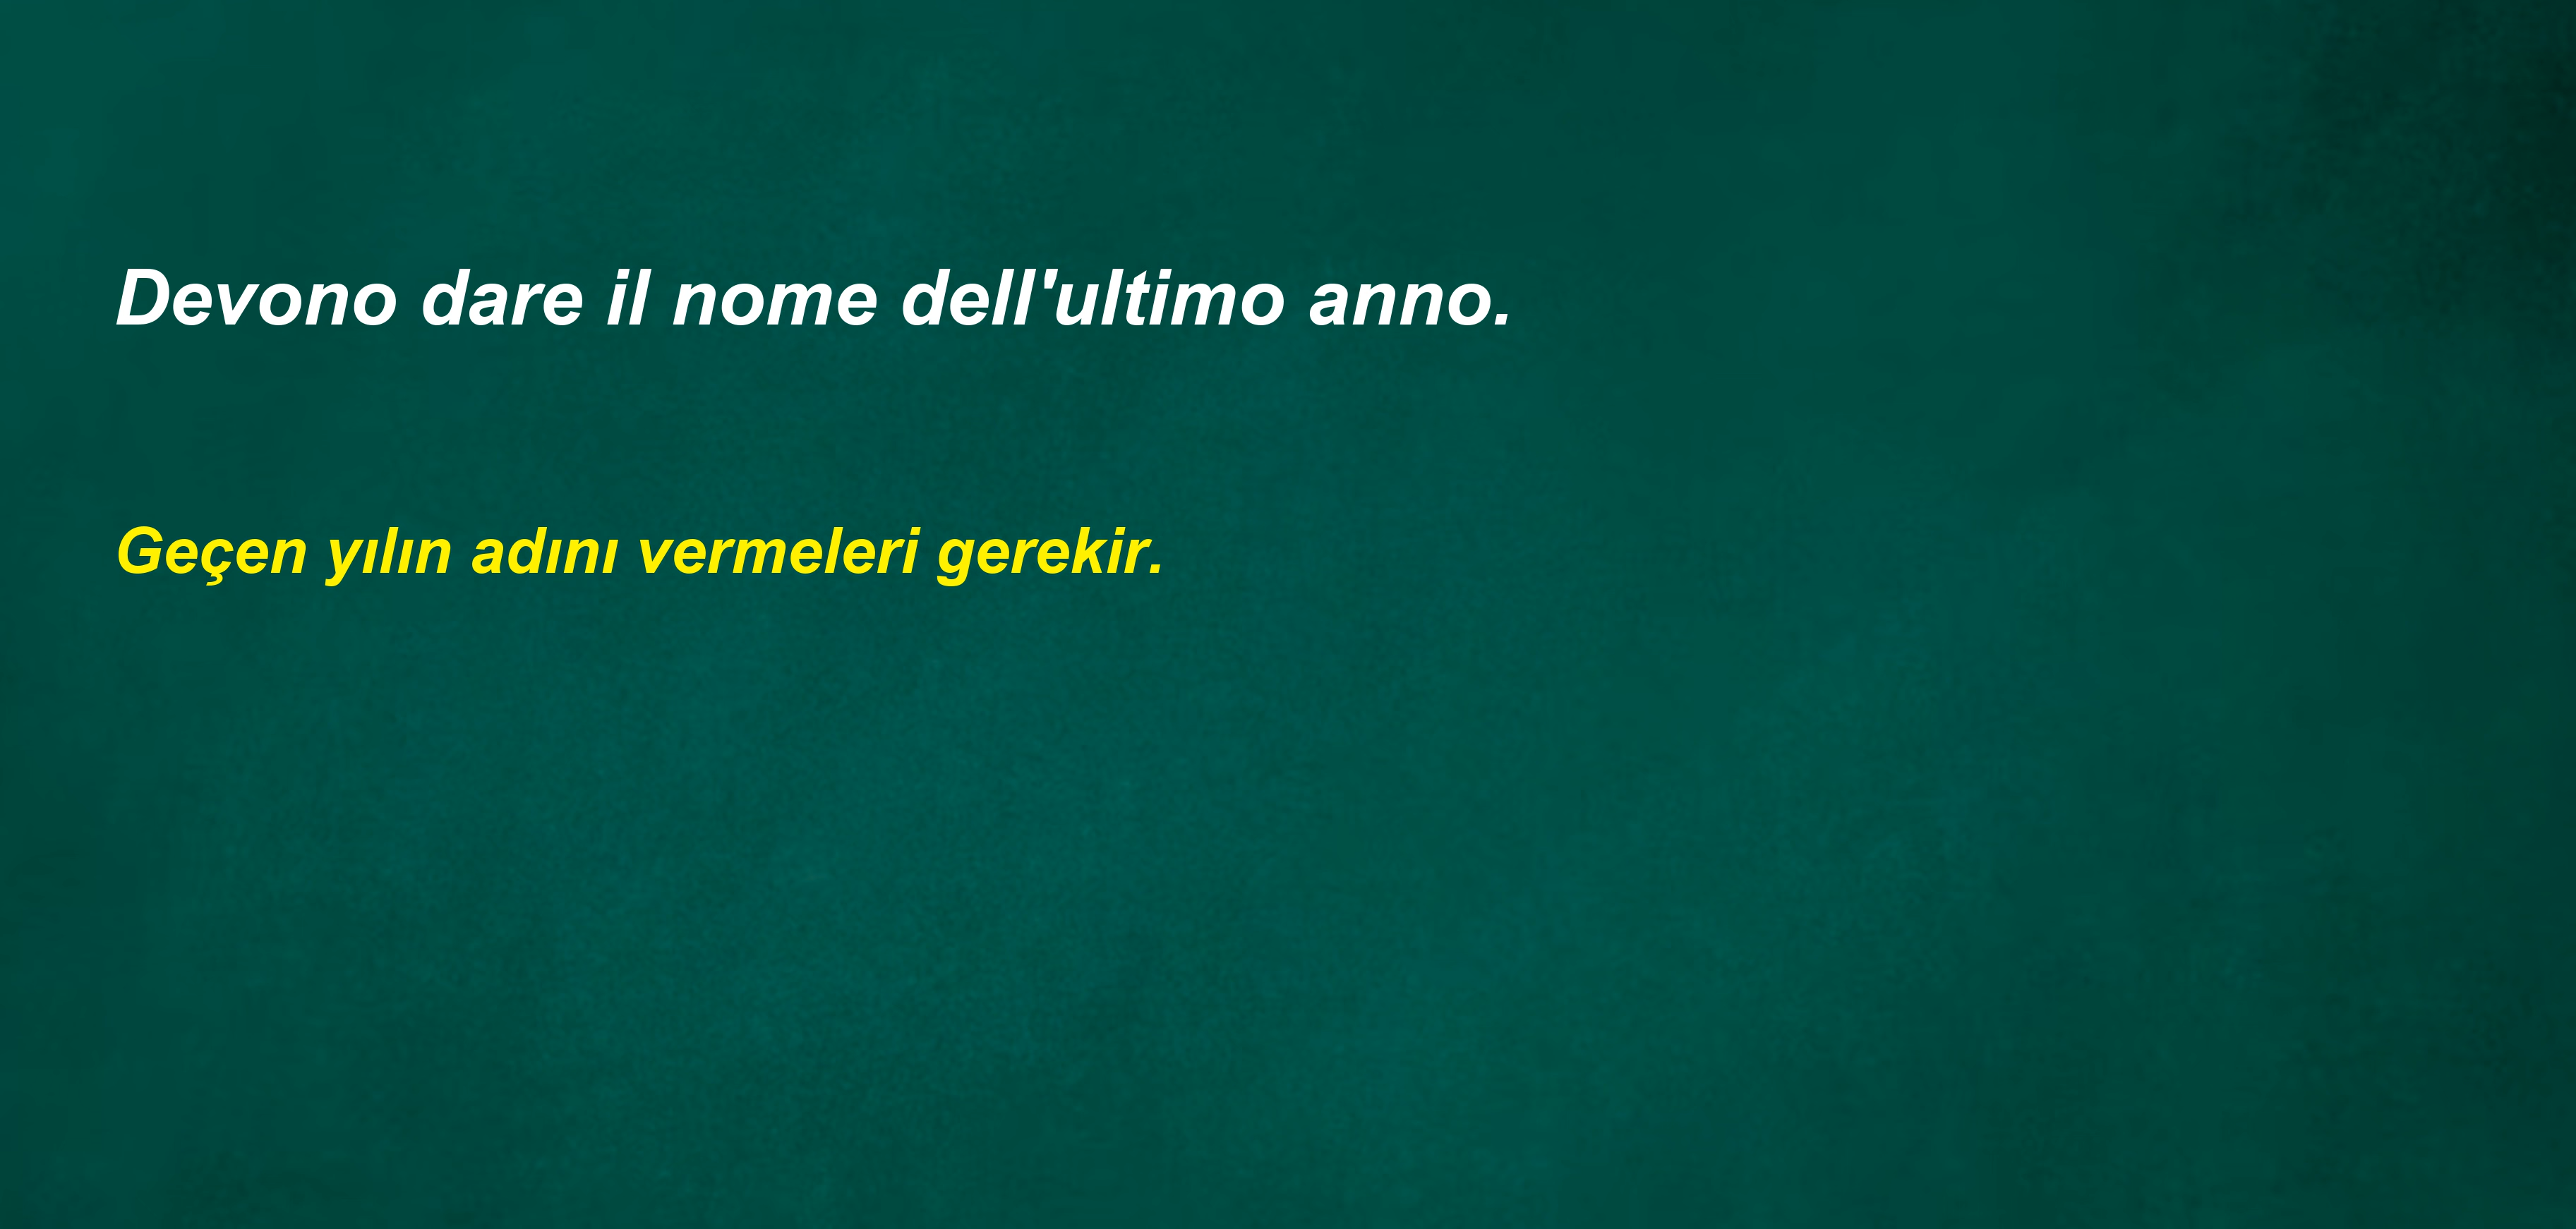 Devono dare il nome dell'ultimo anno.
Geçen yılın adını vermeleri gerekir.